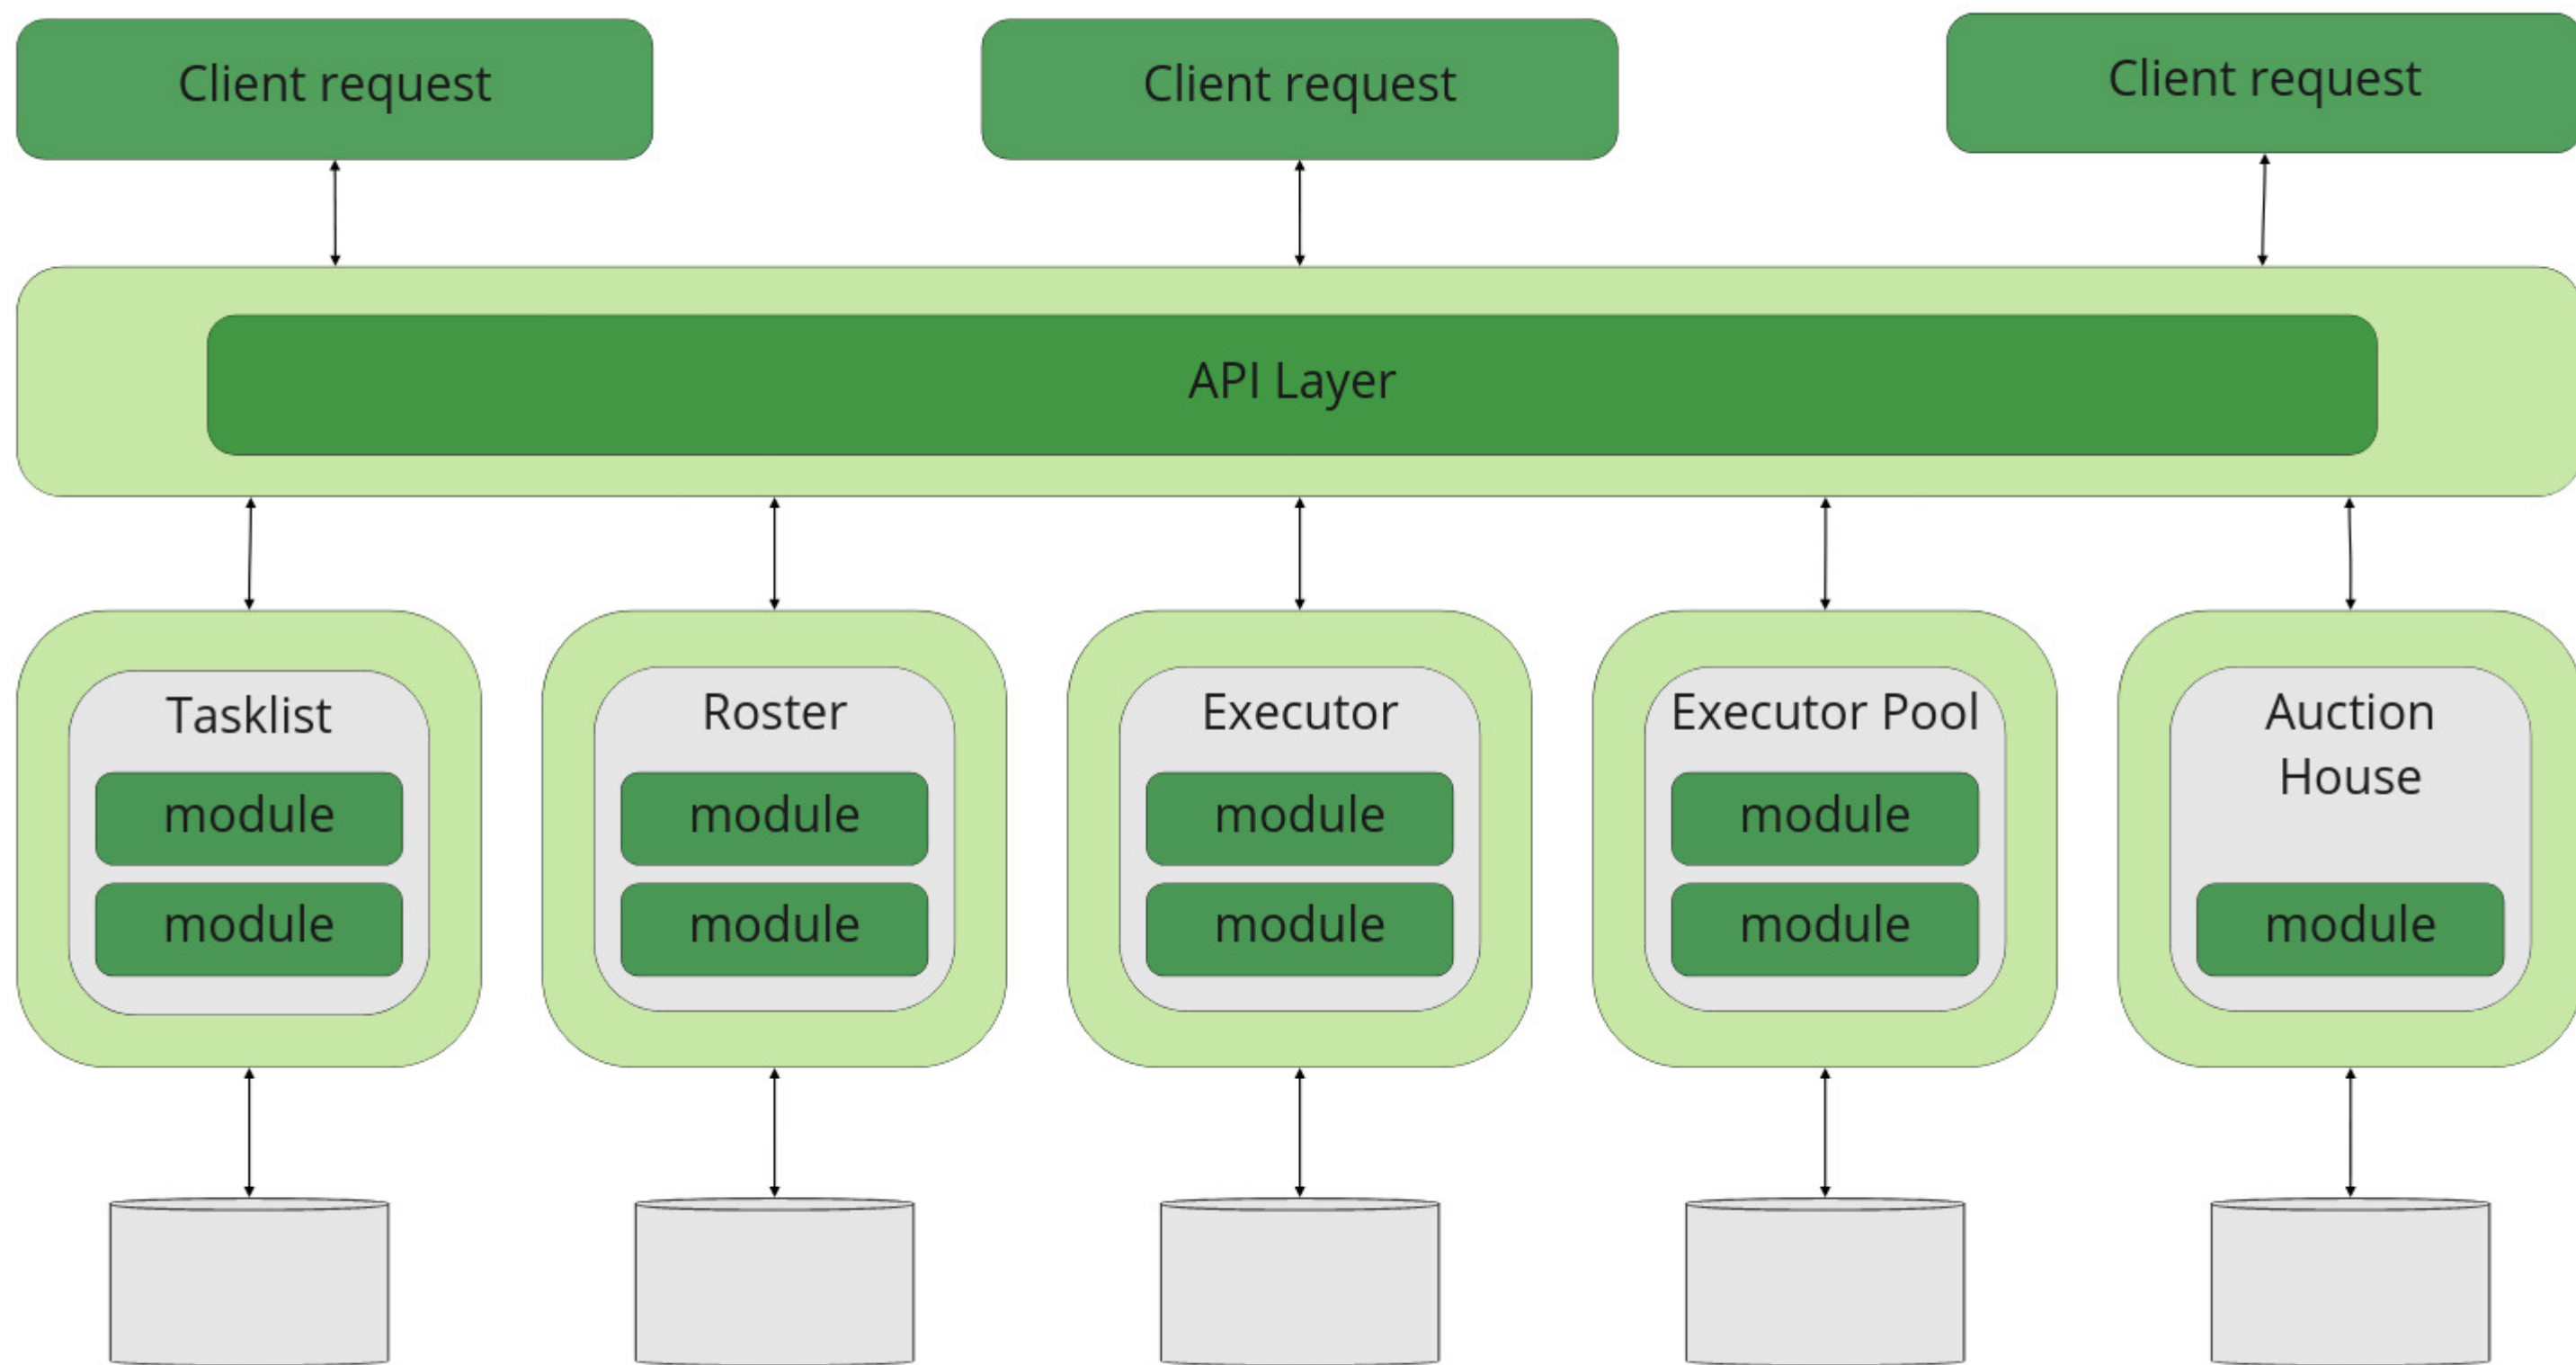 Client request
Client request
Client request
API Layer
Tasklist
module
module
Roster
module
module
Executor
module
module
Executor Pool
module
module
Auction
House
module